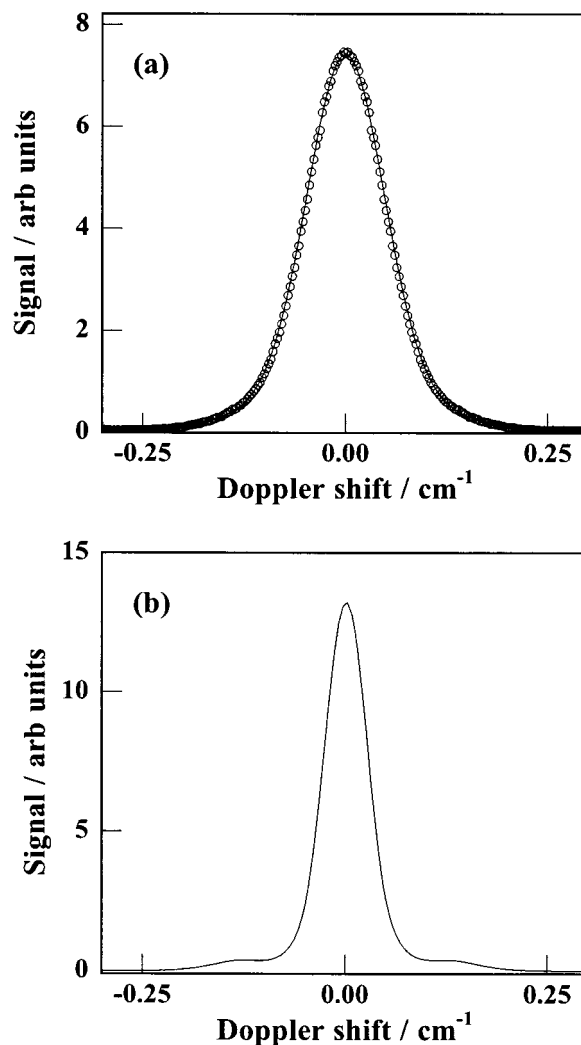 8
(a)
6
Signal / arb units
4
2
0
-0.25 0.00 0.25
Doppler shift / cm-1
15
(b)
10
Signal / arb units
5
0
-0.25 0.00 0.25
Doppler shift / cm-1